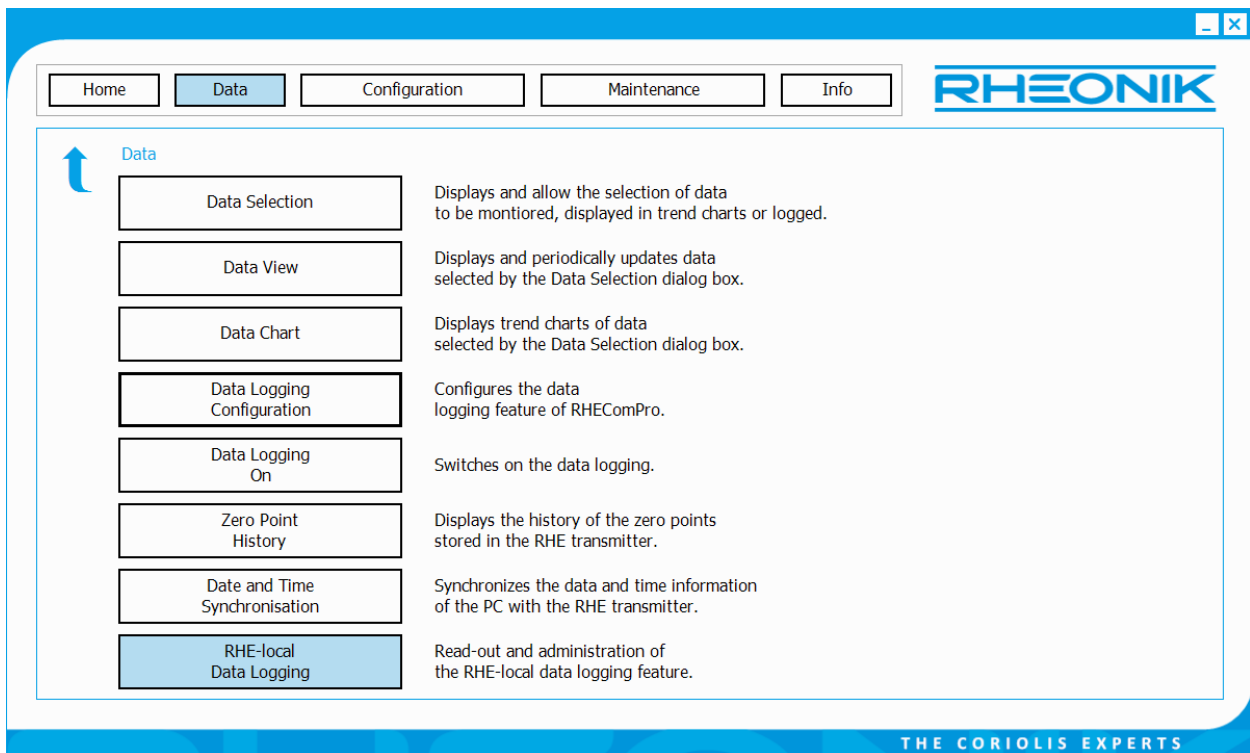 Home Data Configuration Maintenance Info
RHEONIK
Data
Data Selection
Displays and allow the selection of data
to be montiored, displayed in trend charts or logged.
Data View
Displays and periodically updates data
selected by the Data Selection dialog box.
Data Chart
Displays trend charts of data
selected by the Data Selection dialog box.
Data Logging
Configuration
Configures the data
logging feature of RHEComPro.
Data Logging
On
Switches on the data logging.
Zero Point
History
Displays the history of the zero points
stored in the RHE transmitter.
Date and Time
Synchronisation
Synchronizes the data and time information
of the PC with the RHE transmitter.
RHE-local
Data Logging
Read-out and administration of
the RHE-local data logging feature.
THE CORIOLIS EXPERTS